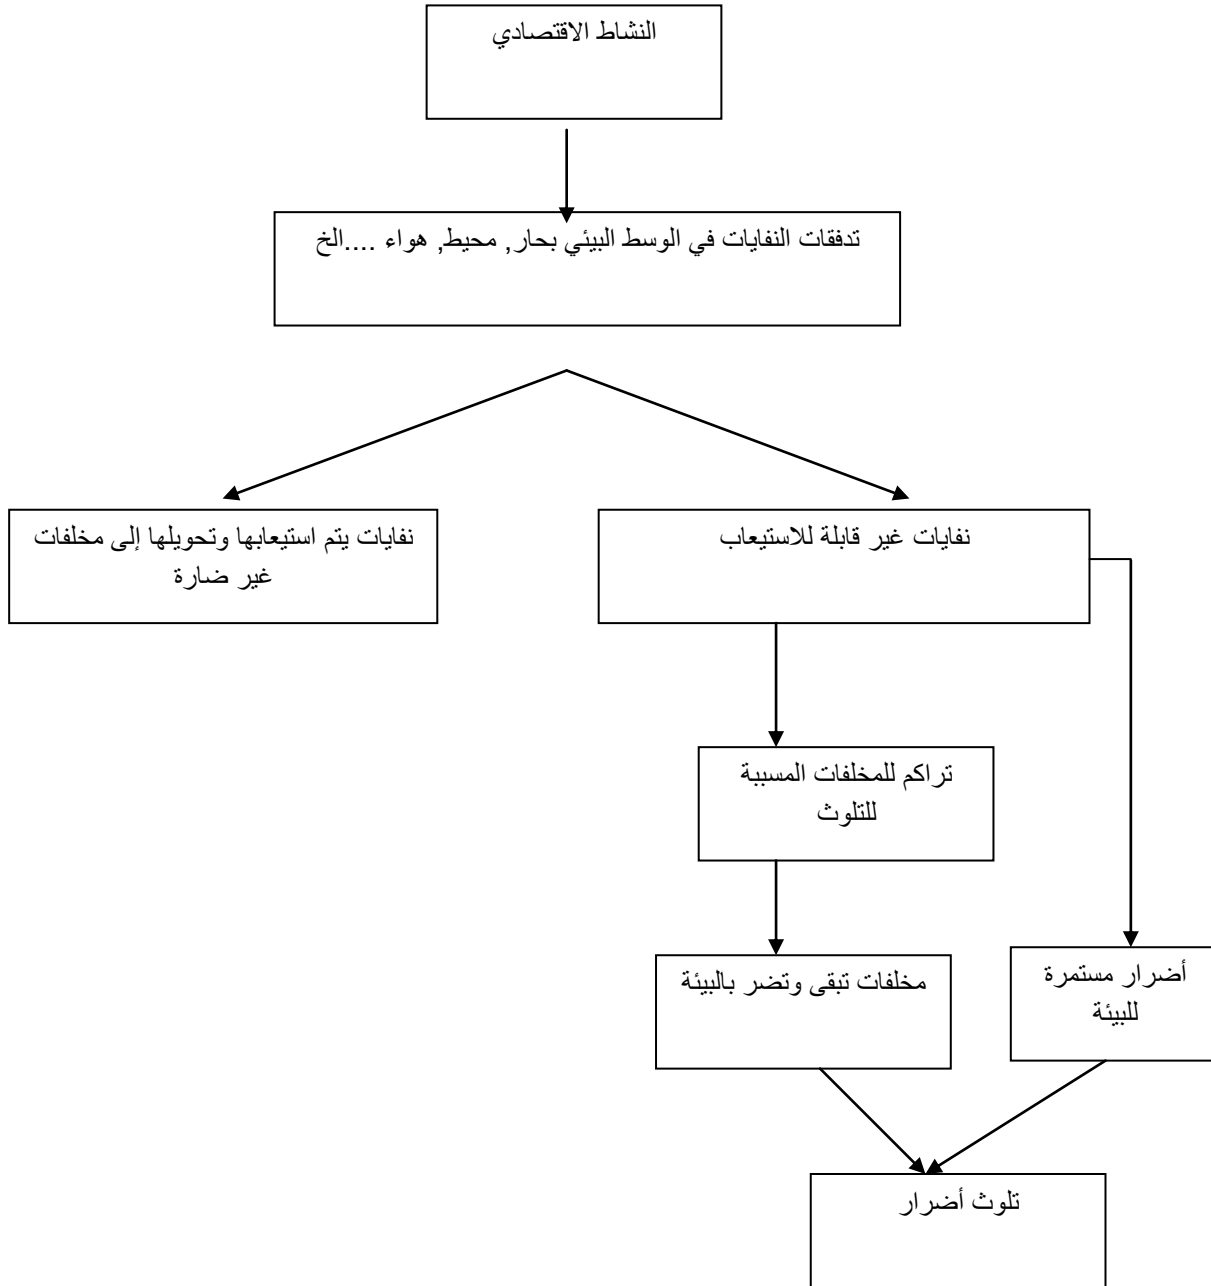 النشاط الاقتصادي
تدفقات النفايات في الوسط البيئي بحار, محيط, هواء ....الخ
نفايات غير قابلة للاستيعاب
نفايات يتم استيعابها وتحويلها إلى مخلفات
غير ضارة
تراكم للمخلفات المسببة
للتلوث
أضرار مستمرة
للبيئة
مخلفات تبقى وتضر بالبيئة
تلوث أضرار